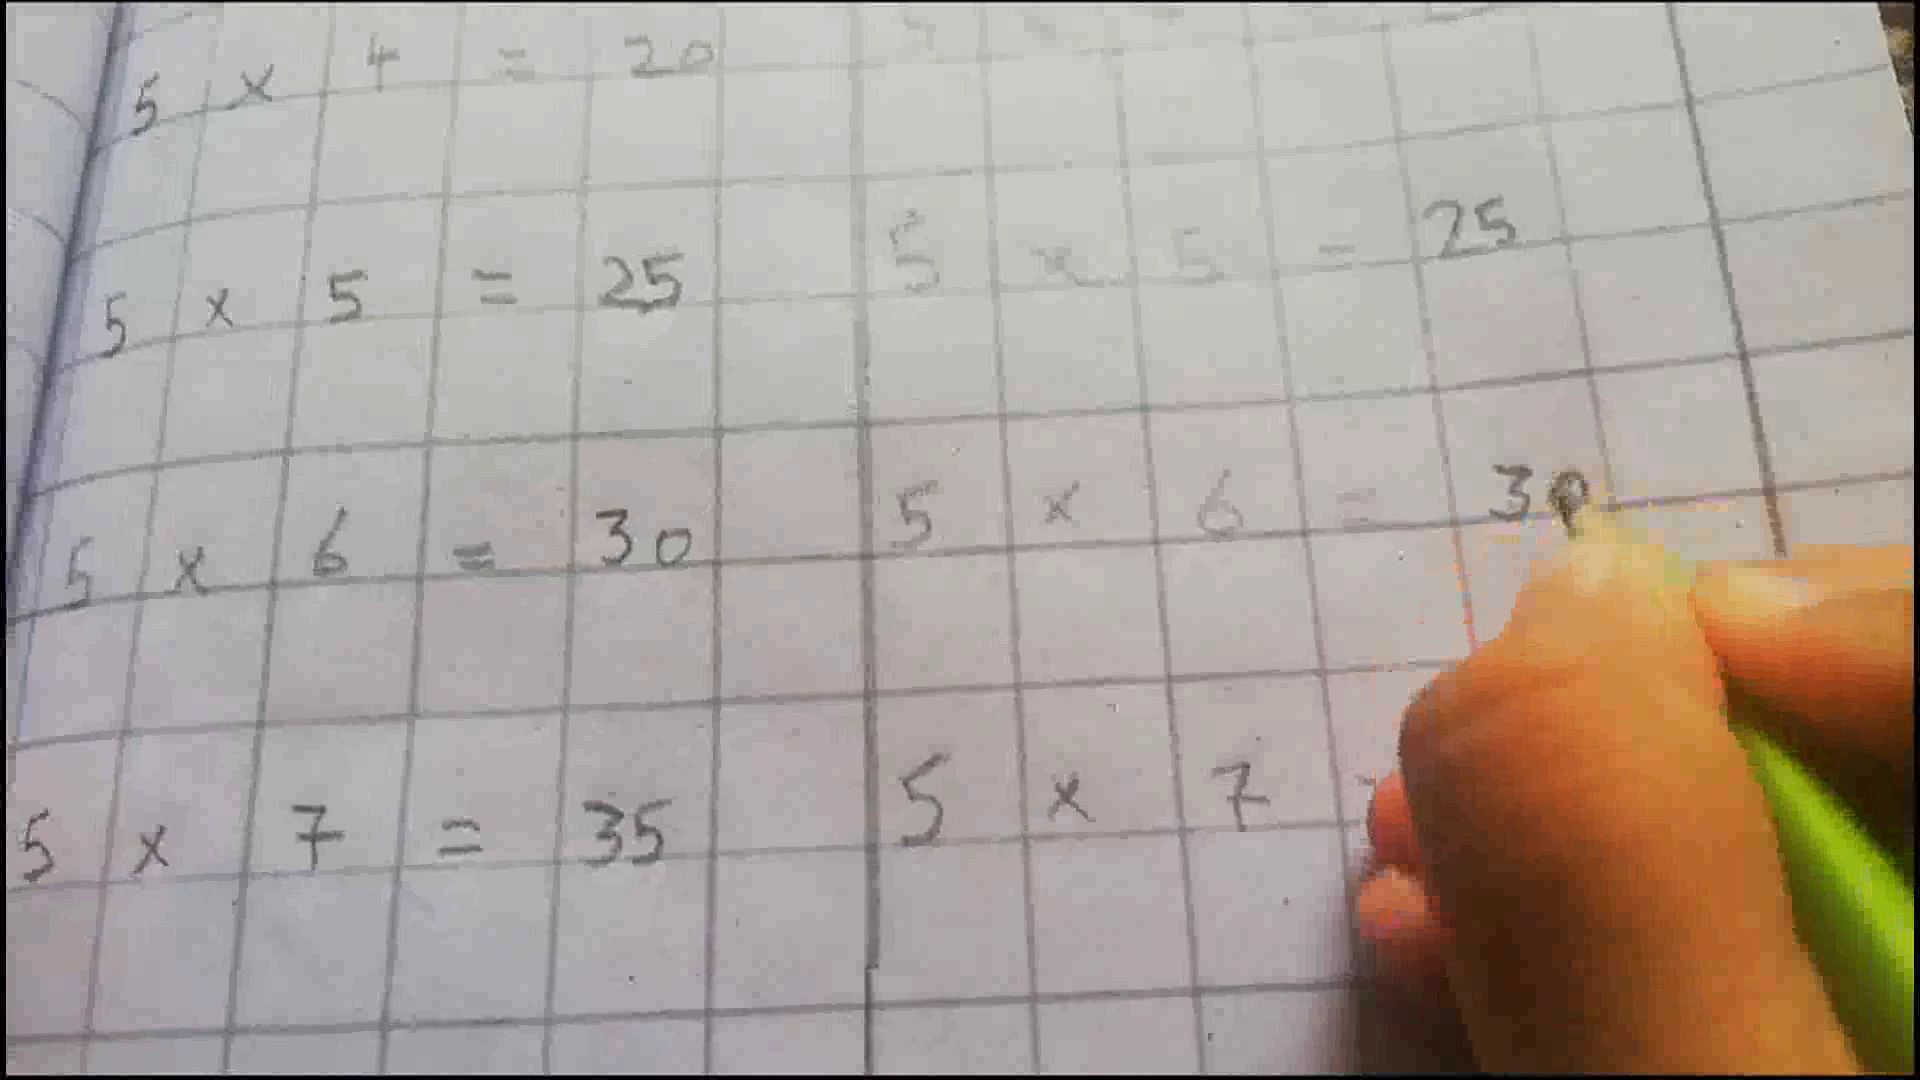 5 x 4 = 20
5 x 5 = 25 5 x 5 = 25
5 x 6 = 30 5 x 6 = 30
5 x 7 = 35 5 x 7